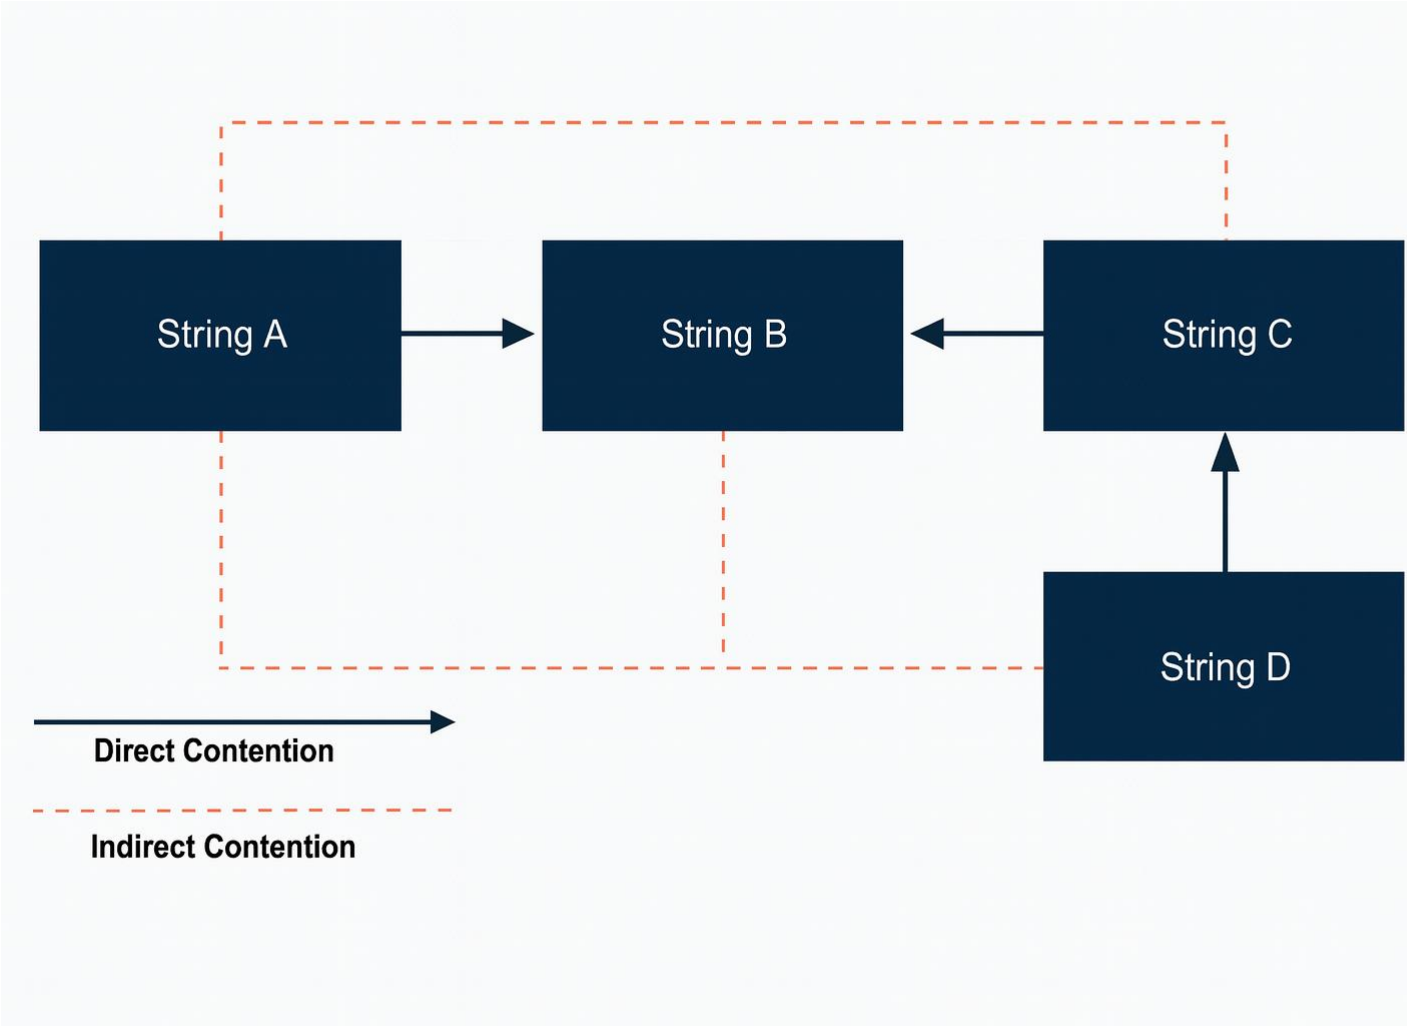 String A
String B
String C
String D
Direct Contention
Indirect Contention